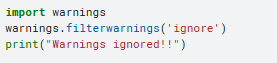 import warnings
warnings.filterwarnings('ignore')
print("Warnings ignored!!")